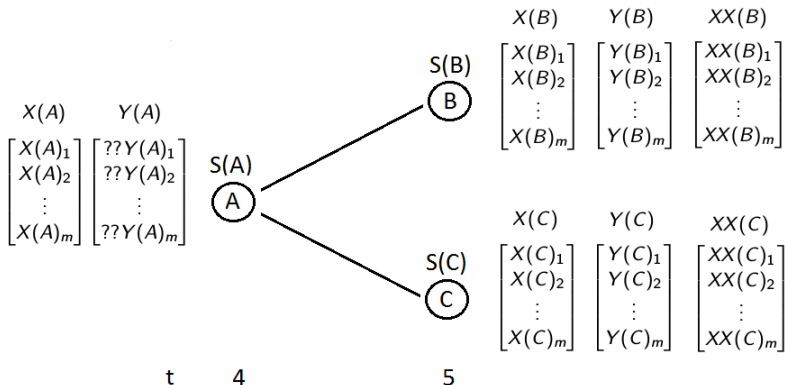 X(B) Y(B) XX(B)
S(B)
B
[X(B)₁ X(B)₂ ⋮ X(B)ₘ]
[Y(B)₁ Y(B)₂ ⋮ Y(B)ₘ]
[XX(B)₁ XX(B)₂ ⋮ XX(B)ₘ]
X(A) Y(A)
[X(A)₁ X(A)₂ ⋮ X(A)ₘ]
[??Y(A)₁ ??Y(A)₂ ⋮ ??Y(A)ₘ]
S(A)
A
X(C) Y(C) XX(C)
S(C)
C
[X(C)₁ X(C)₂ ⋮ X(C)ₘ]
[Y(C)₁ Y(C)₂ ⋮ Y(C)ₘ]
[XX(C)₁ XX(C)₂ ⋮ XX(C)ₘ]
t 4 5